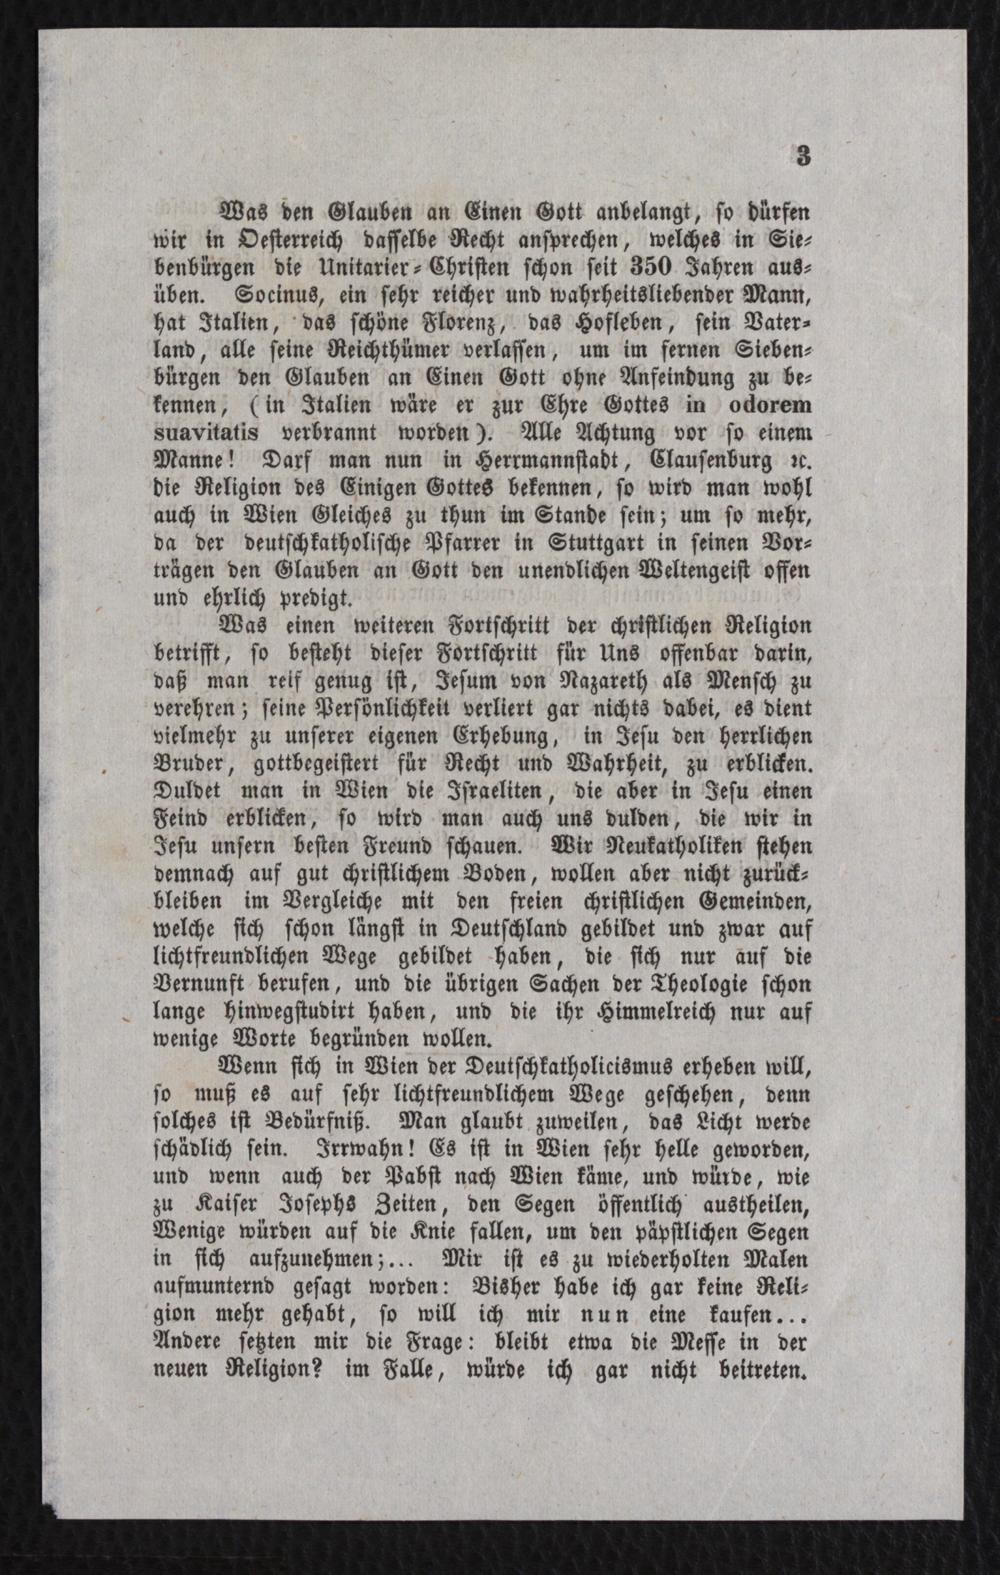 3
Was den Glauben an Einen Gott anbelangt, so dürfen
wir in Oesterreich dasselbe Recht ansprechen, welches in Sie-
benbürgen die Unitarier-Christen schon seit 350 Jahren aus-
üben. Socinus, ein sehr reicher und wahrheitsliebender Mann,
hat Italien, das schöne Florenz, das Hofleben, sein Vater-
land, alle seine Reichthümer verlassen, um im fernen Sieben-
bürgen den Glauben an Einen Gott ohne Anfeindung zu be-
kennen, (in Italien wäre er zur Ehre Gottes in odorem
suavitatis verbrannt worden). Alle Achtung vor so einem
Manne! Darf man nun in Herrmannstadt, Clausenburg ꝛc.
die Religion des Einigen Gottes bekennen, so wird man wohl
auch in Wien Gleiches zu thun im Stande sein; um so mehr,
da der deutschkatholische Pfarrer in Stuttgart in seinen Vor-
trägen den Glauben an Gott den unendlichen Weltengeist offen
und ehrlich predigt.
Was einen weiteren Fortschritt der christlichen Religion
betrifft, so besteht dieser Fortschritt für Uns offenbar darin,
daß man reif genug ist, Jesum von Nazareth als Mensch zu
verehren; seine Persönlichkeit verliert gar nichts dabei, es dient
vielmehr zu unserer eigenen Erhebung, in Jesu den herrlichen
Bruder, gottbegeistert für Recht und Wahrheit, zu erblicken.
Duldet man in Wien die Israeliten, die aber in Jesu einen
Feind erblicken, so wird man auch uns dulden, die wir in
Jesu unsern besten Freund schauen. Wir Neukatholiken stehen
demnach auf gut christlichem Boden, wollen aber nicht zurück-
bleiben im Vergleiche mit den freien christlichen Gemeinden,
welche sich schon längst in Deutschland gebildet und zwar auf
lichtfreundlichen Wege gebildet haben, die sich nur auf die
Vernunft berufen, und die übrigen Sachen der Theologie schon
lange hinwegstudirt haben, und die ihr Himmelreich nur auf
wenige Worte begründen wollen.
Wenn sich in Wien der Deutschkatholicismus erheben will,
so muß es auf sehr lichtfreundlichem Wege geschehen, denn
solches ist Bedürfniß. Man glaubt zuweilen, das Licht werde
schädlich sein. Irrwahn! Es ist in Wien sehr helle geworden,
und wenn auch der Pabst nach Wien käme, und würde, wie
zu Kaiser Josephs Zeiten, den Segen öffentlich austheilen,
Wenige würden auf die Knie fallen, um den päpstlichen Segen
in sich aufzunehmen;... Mir ist es zu wiederholten Malen
aufmunternd gesagt worden: Bisher habe ich gar keine Reli-
gion mehr gehabt, so will ich mir nun eine kaufen...
Andere setzten mir die Frage: bleibt etwa die Messe in der
neuen Religion? im Falle, würde ich gar nicht beitreten.